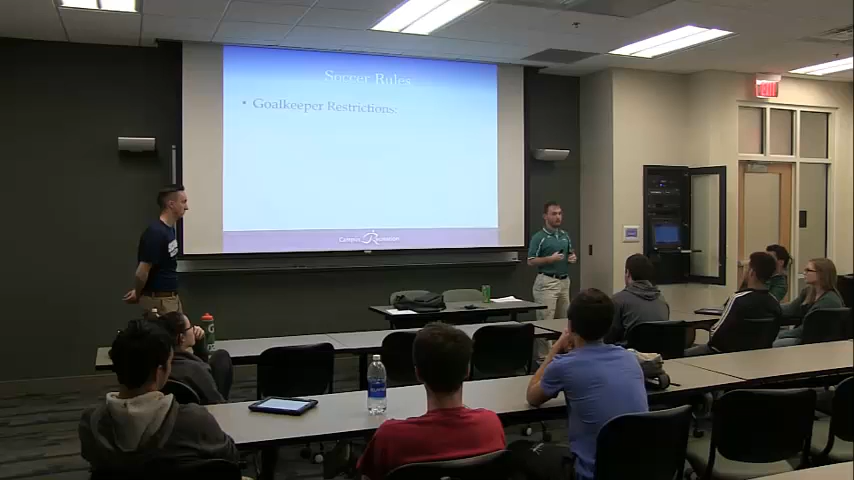 Soccer Rules
• Goalkeeper Restrictions:
Campus Recreation
EXIT